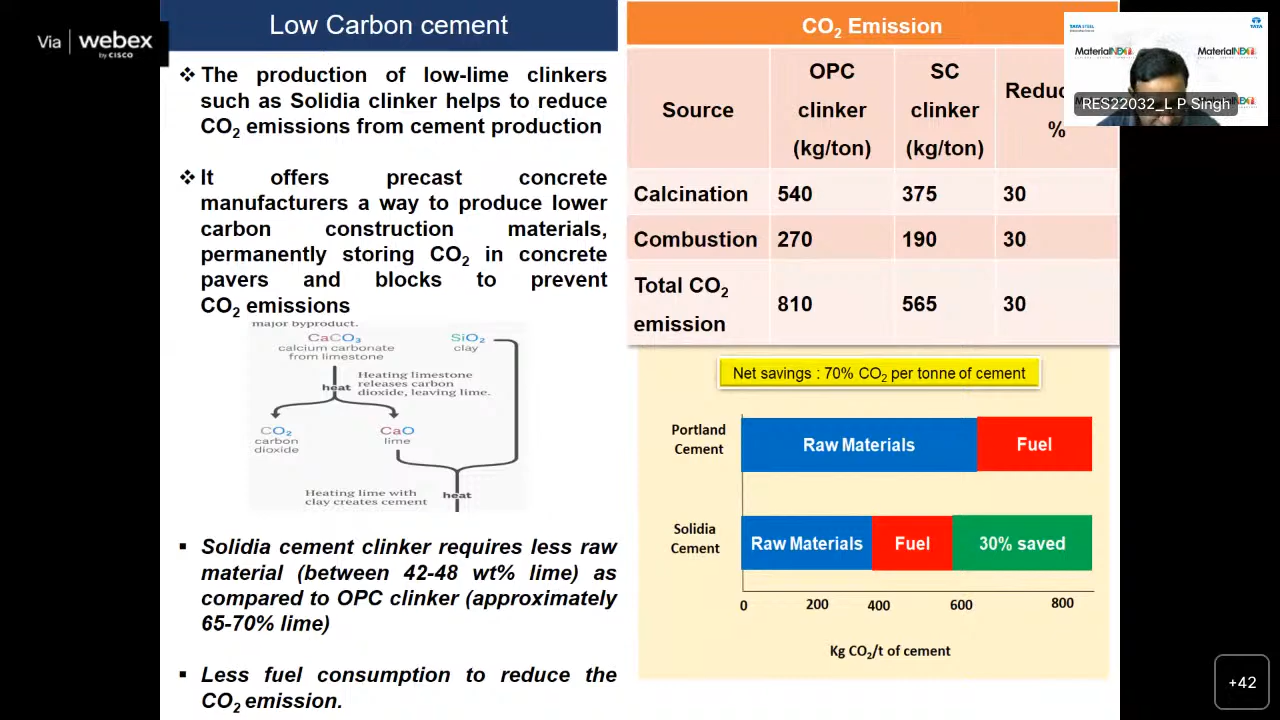 Via webex
by CISCO
Low Carbon cement
❖ The production of low-lime clinkers
such as Solidia clinker helps to reduce
CO2 emissions from cement production
❖ It offers precast concrete
manufacturers a way to produce lower
carbon construction materials,
permanently storing CO2 in concrete
pavers and blocks to prevent
CO2 emissions
major byproduct.
CaCO3
calcium carbonate
from limestone
SiO2
clay
heat
Heating limestone
releases carbon
dioxide, leaving lime.
CO2
carbon
dioxide
CaO
lime
Heating lime with
clay creates cement
heat
▪ Solidia cement clinker requires less raw
material (between 42-48 wt% lime) as
compared to OPC clinker (approximately
65-70% lime)
▪ Less fuel consumption to reduce the
CO2 emission.
CO2 Emission
Source
OPC
clinker
(kg/ton)
SC
clinker
(kg/ton)
%
Calcination 540 375 30
Combustion 270 190 30
Total CO2
emission
810 565 30
Net savings : 70% CO2 per tonne of cement
Portland
Cement
Raw Materials Fuel
Solidia
Cement
Raw Materials Fuel 30% saved
0 200 400 600 800
Kg CO2/t of cement
TATA STEEL
TATA
RES22032_L P Singh
+42